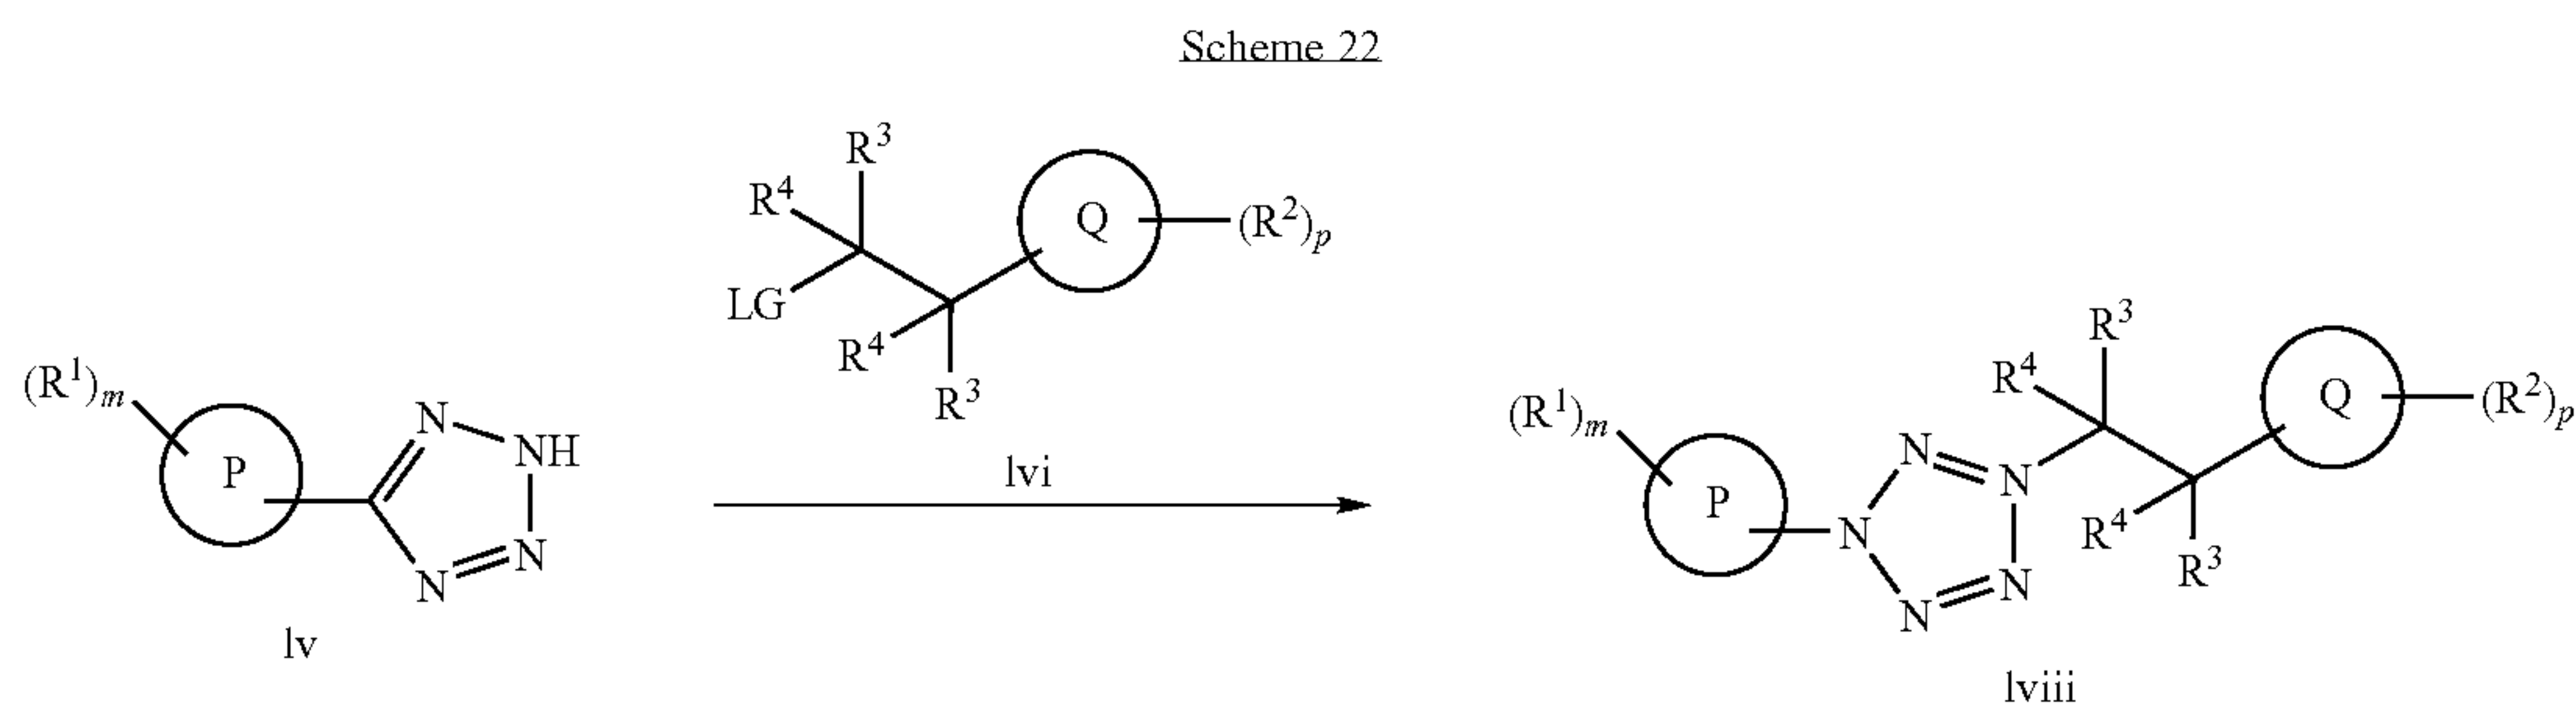 Scheme 22
R³
R⁴
Q
(R²)ₚ
LG
R⁴
R³
(R¹)ₘ
P
N
NH
N
N
lv
lvi
R³
R⁴
Q
(R²)ₚ
(R¹)ₘ
P
N
N
N
N
N
R⁴
R³
lviii